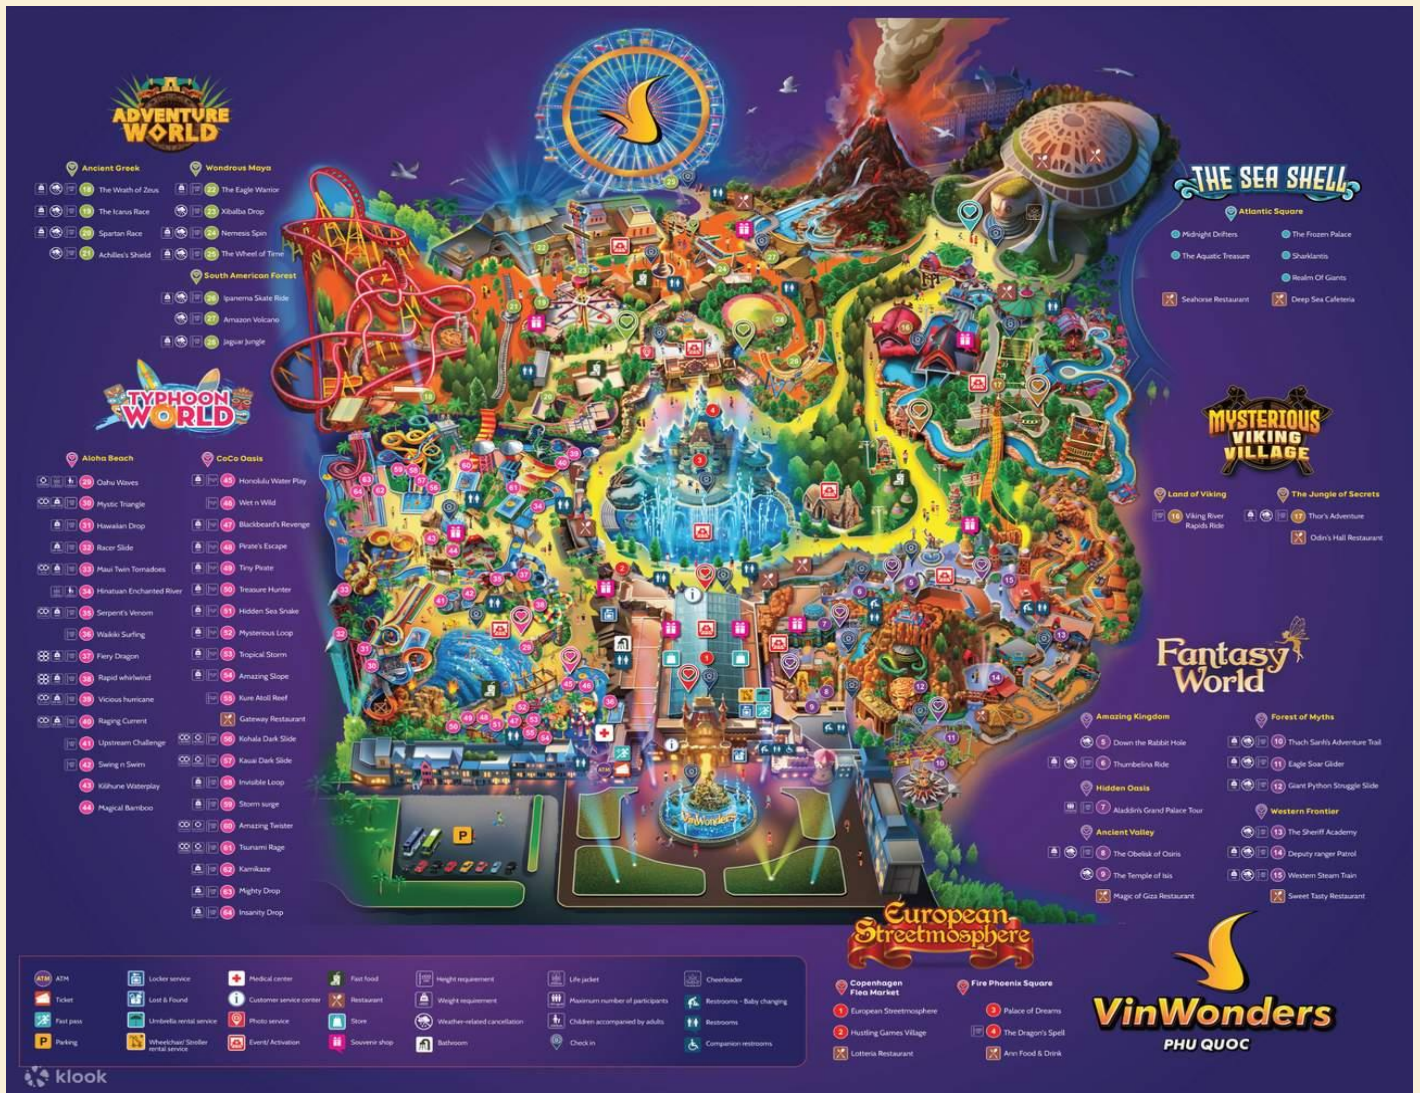 ADVENTURE
WORLD
Ancient Greek
18 The Wrath of Zeus
19 The Icarus Race
20 Spartan Race
21 Achilles's Shield
Wondrous Maya
22 The Eagle Warrior
23 Xibalba Drop
24 Nemesis Spin
25 The Wheel of Time
South American Forest
26 Ipanema Skate Ride
27 Amazon Volcano
28 Jaguar Jungle
TYPHOON
WORLD
Aloha Beach
29 Oahu Waves
30 Mystic Triangle
31 Hawaiian Drop
32 Racer Slide
33 Maui Twin Tornadoes
34 Hinatuan Enchanted River
35 Serpent's Venom
36 Waikiki Surfing
37 Fiery Dragon
38 Rapid whirlwind
39 Vicious hurricane
40 Raging Current
41 Upstream Challenge
42 Swing n Swim
43 Kilihune Waterplay
44 Magical Bamboo
CoCo Oasis
45 Honolulu Water Play
46 Wet n Wild
47 Blackbeard's Revenge
48 Pirate's Escape
49 Tiny Pirate
50 Treasure Hunter
51 Hidden Sea Snake
52 Mysterious Loop
53 Tropical Storm
54 Amazing Slope
55 Kure Atoll Reef
Gateway Restaurant
56 Kohala Dark Slide
57 Kauai Dark Slide
58 Invisible Loop
59 Storm surge
60 Amazing Twister
61 Tsunami Rage
62 Kamikaze
63 Mighty Drop
64 Insanity Drop
THE SEA SHELL
Atlantic Square
Midnight Drifters
The Aquatic Treasure
The Frozen Palace
Sharklantis
Realm Of Giants
Seahorse Restaurant
Deep Sea Cafeteria
MYSTERIOUS
VIKING
VILLAGE
Land of Viking
16 Viking River
Rapids Ride
The Jungle of Secrets
17 Thor's Adventure
Odin's Hall Restaurant
Fantasy
World
Amazing Kingdom
5 Down the Rabbit Hole
6 Thumbelina Ride
Hidden Oasis
7 Aladdin's Grand Palace Tour
Ancient Valley
8 The Obelisk of Osiris
9 The Temple of Isis
Magic of Giza Restaurant
Forest of Myths
10 Thach Sanh's Adventure Trail
11 Eagle Soar Glider
12 Giant Python Struggle Slide
Western Frontier
13 The Sheriff Academy
14 Deputy ranger Patrol
15 Western Steam Train
Sweet Tasty Restaurant
VinWonders
P
European
Streetmosphere
Copenhagen
Flea Market
1 European Streetmosphere
2 Hustling Games Village
Lotteria Restaurant
Fire Phoenix Square
3 Palace of Dreams
4 The Dragon's Spell
Ann Food & Drink
VinWonders
PHU QUOC
ATM ATM
Ticket
Fast pass
P Parking
Locker service
Lost & Found
Umbrella rental service
Wheelchair/ Stroller
rental service
Medical center
Customer service center
Photo service
Event/ Activation
Fast food
Restaurant
Store
Souvenir shop
Height requirement
Weight requirement
Weather-related cancellation
Bathroom
Life jacket
Maximum number of participants
Children accompanied by adults
Check in
Cheerleader
Restrooms - Baby changing
Restrooms
Companion restrooms
klook